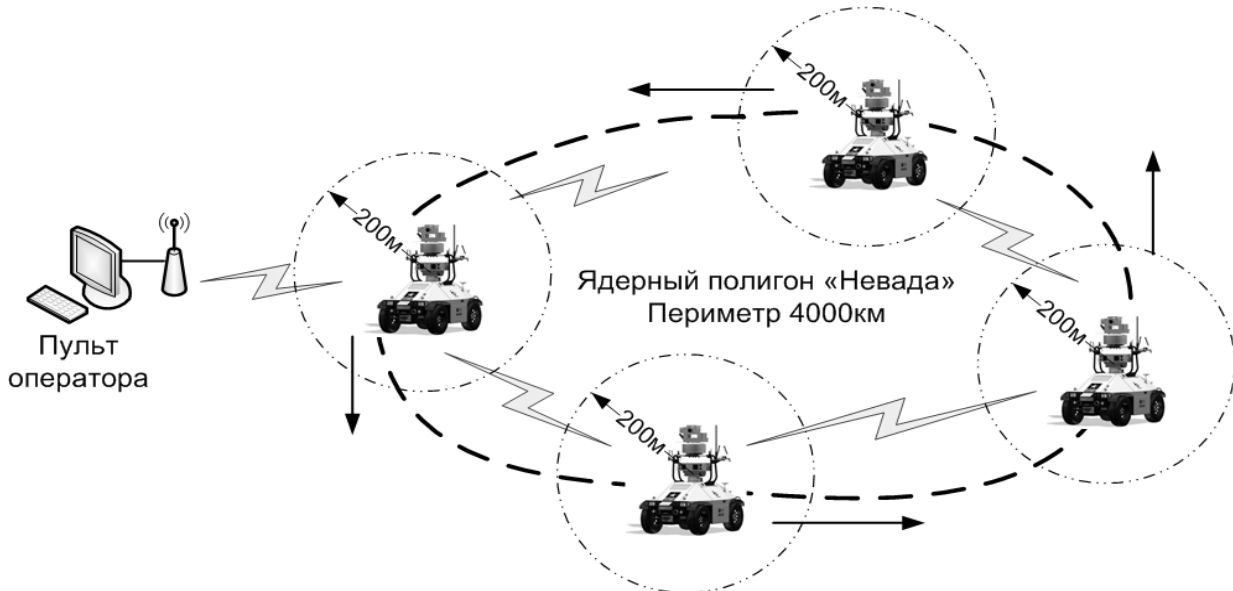 200м
200м
Ядерный полигон «Невада»
Периметр 4000км
200м
Пульт
оператора
200м